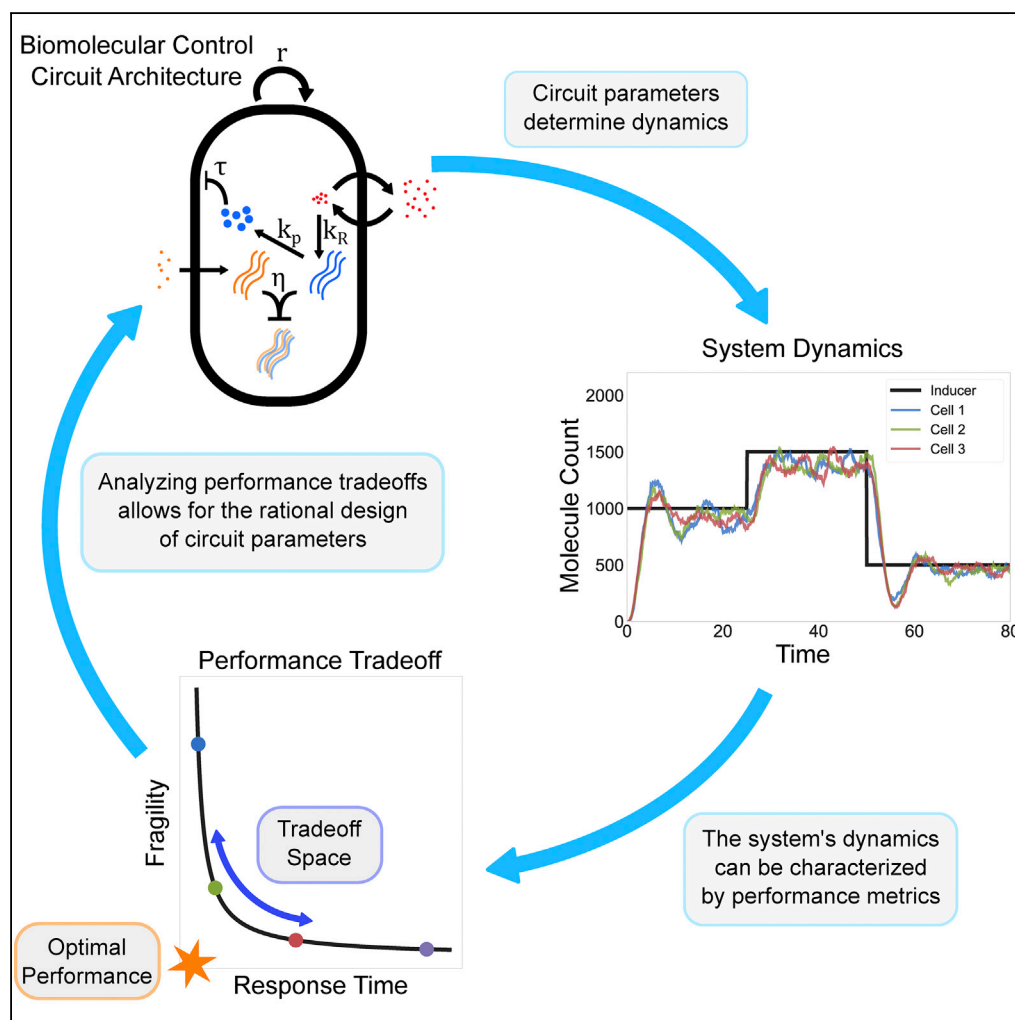 Biomolecular Control
Circuit Architecture
r
τ
k_p
k_R
η
Circuit parameters
determine dynamics
System Dynamics
Molecule Count
2000
1500
1000
500
0
Inducer
Cell 1
Cell 2
Cell 3
0
20
40
60
80
Time
Analyzing performance tradeoffs
allows for the rational design
of circuit parameters
Performance Tradeoff
Fragility
Tradeoff
Space
Optimal
Performance
Response Time
The system's dynamics
can be characterized
by performance metrics